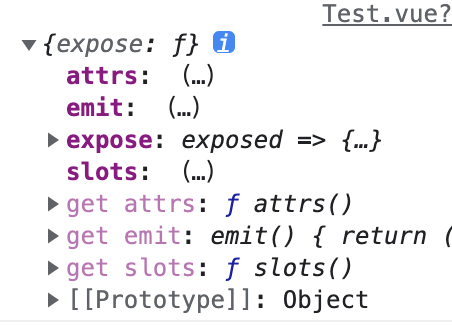 Test.vue?
▼{expose: ƒ} i
attrs: (…)
emit: (…)
▶expose: exposed => {…}
slots: (…)
▶get attrs: ƒ attrs()
▶get emit: emit() { return (
▶get slots: ƒ slots()
▶[[Prototype]]: Object